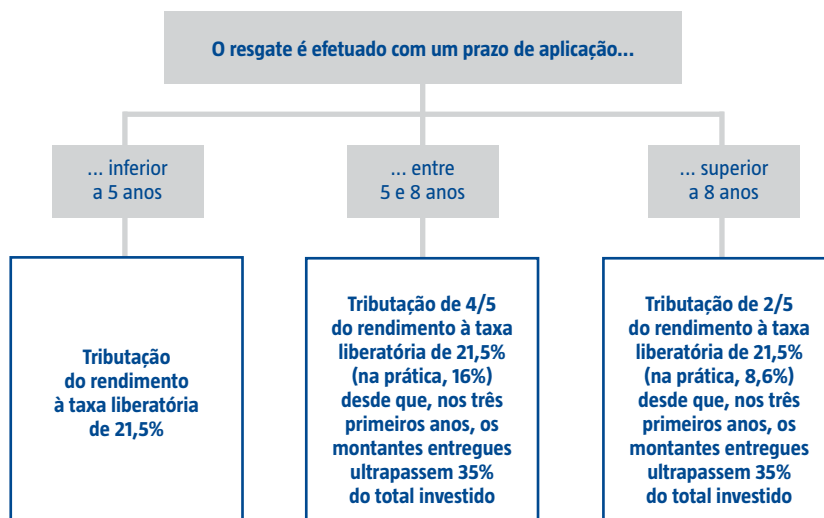 O resgate é efetuado com um prazo de aplicação...
... inferior
a 5 anos
... entre
5 e 8 anos
... superior
a 8 anos
Tributação
do rendimento
à taxa liberatória
de 21,5%
Tributação de 4/5
do rendimento à taxa
liberatória de 21,5%
(na prática, 16%)
desde que, nos três
primeiros anos, os
montantes entregues
ultrapassem 35%
do total investido
Tributação de 2/5
do rendimento à taxa
liberatória de 21,5%
(na prática, 8,6%)
desde que, nos três
primeiros anos, os
montantes entregues
ultrapassem 35%
do total investido